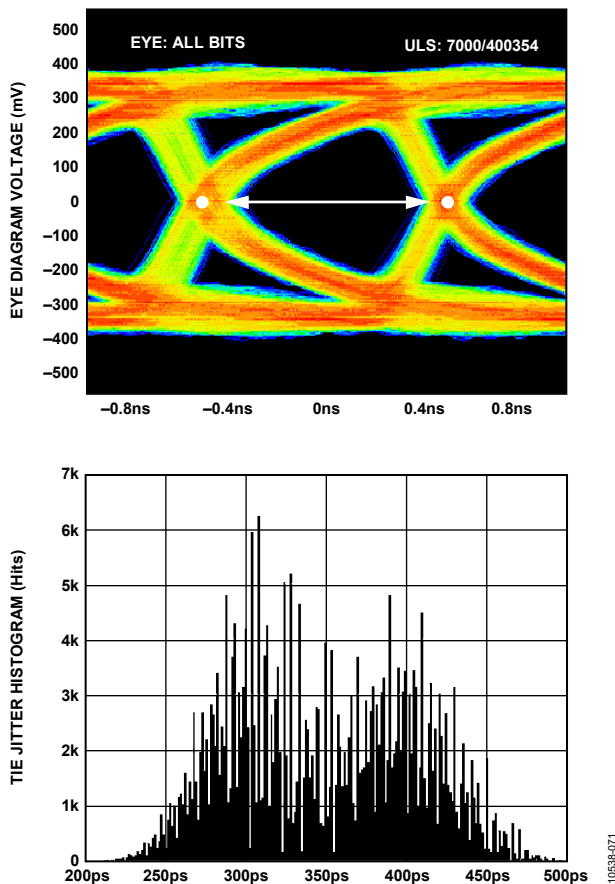 EYE: ALL BITS
ULS: 7000/400354
EYE DIAGRAM VOLTAGE (mV)
500
400
300
200
100
0
–100
–200
–300
–400
–500
–0.8ns –0.4ns 0ns 0.4ns 0.8ns
TIE JITTER HISTOGRAM (Hits)
7k
6k
5k
4k
3k
2k
1k
0
200ps 250ps 300ps 350ps 400ps 450ps 500ps
10538-071